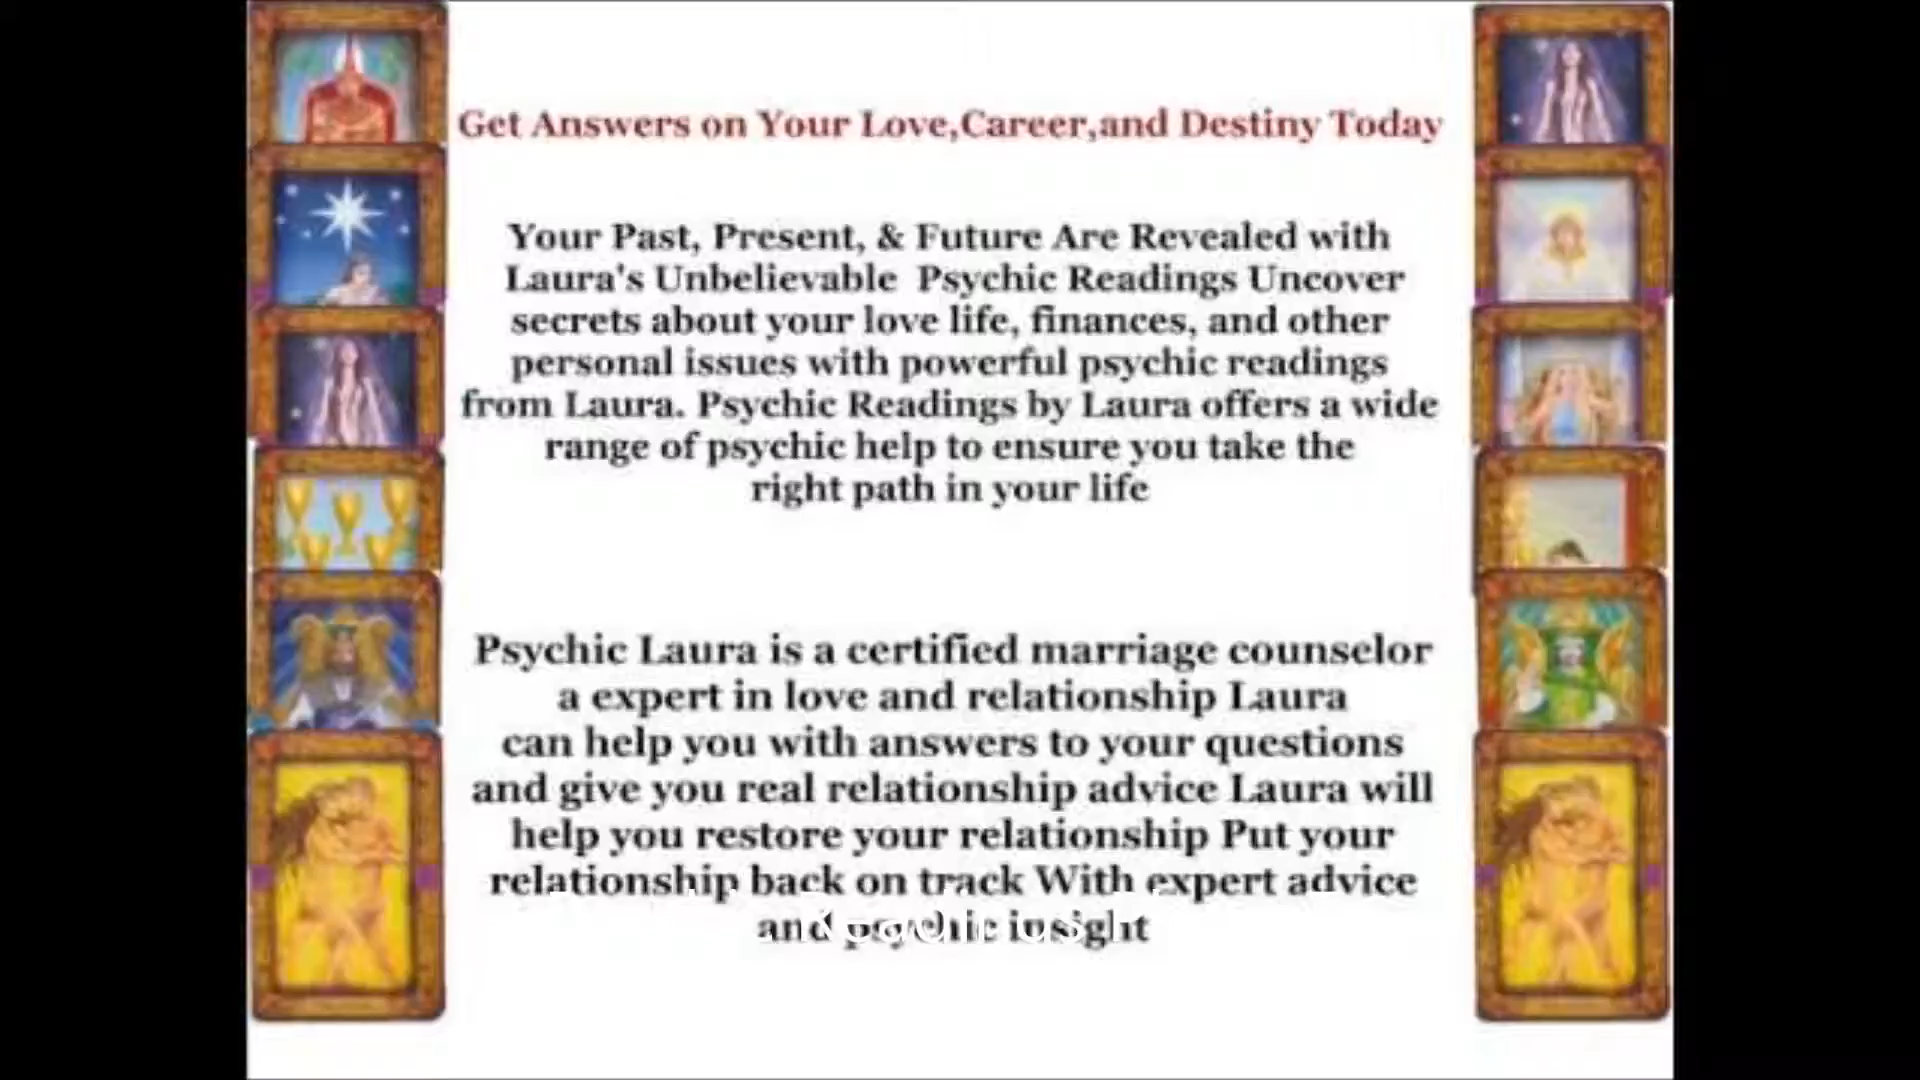 Get Answers on Your Love,Career,and Destiny Today
Your Past, Present, & Future Are Revealed with
Laura's Unbelievable Psychic Readings Uncover
secrets about your love life, finances, and other
personal issues with powerful psychic readings
from Laura. Psychic Readings by Laura offers a wide
range of psychic help to ensure you take the
right path in your life
Psychic Laura is a certified marriage counselor
a expert in love and relationship Laura
can help you with answers to your questions
and give you real relationship advice Laura will
help you restore your relationship Put your
relationship back on track With expert advice
and psychic insight